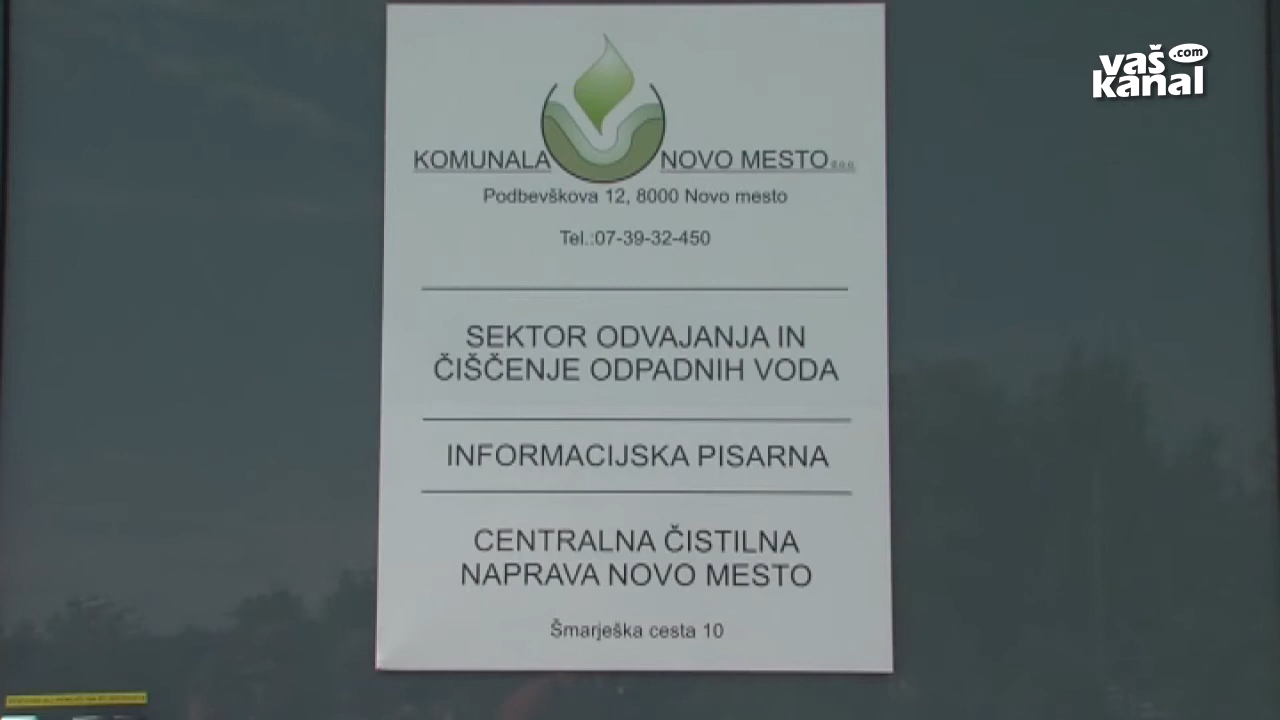 vaš .com
kanal
KOMUNALA NOVO MESTO d.o.o.
Podbevškova 12, 8000 Novo mesto
Tel.:07-39-32-450
SEKTOR ODVAJANJA IN
ČIŠČENJE ODPADNIH VODA
INFORMACIJSKA PISARNA
CENTRALNA ČISTILNA
NAPRAVA NOVO MESTO
Šmarješka cesta 10